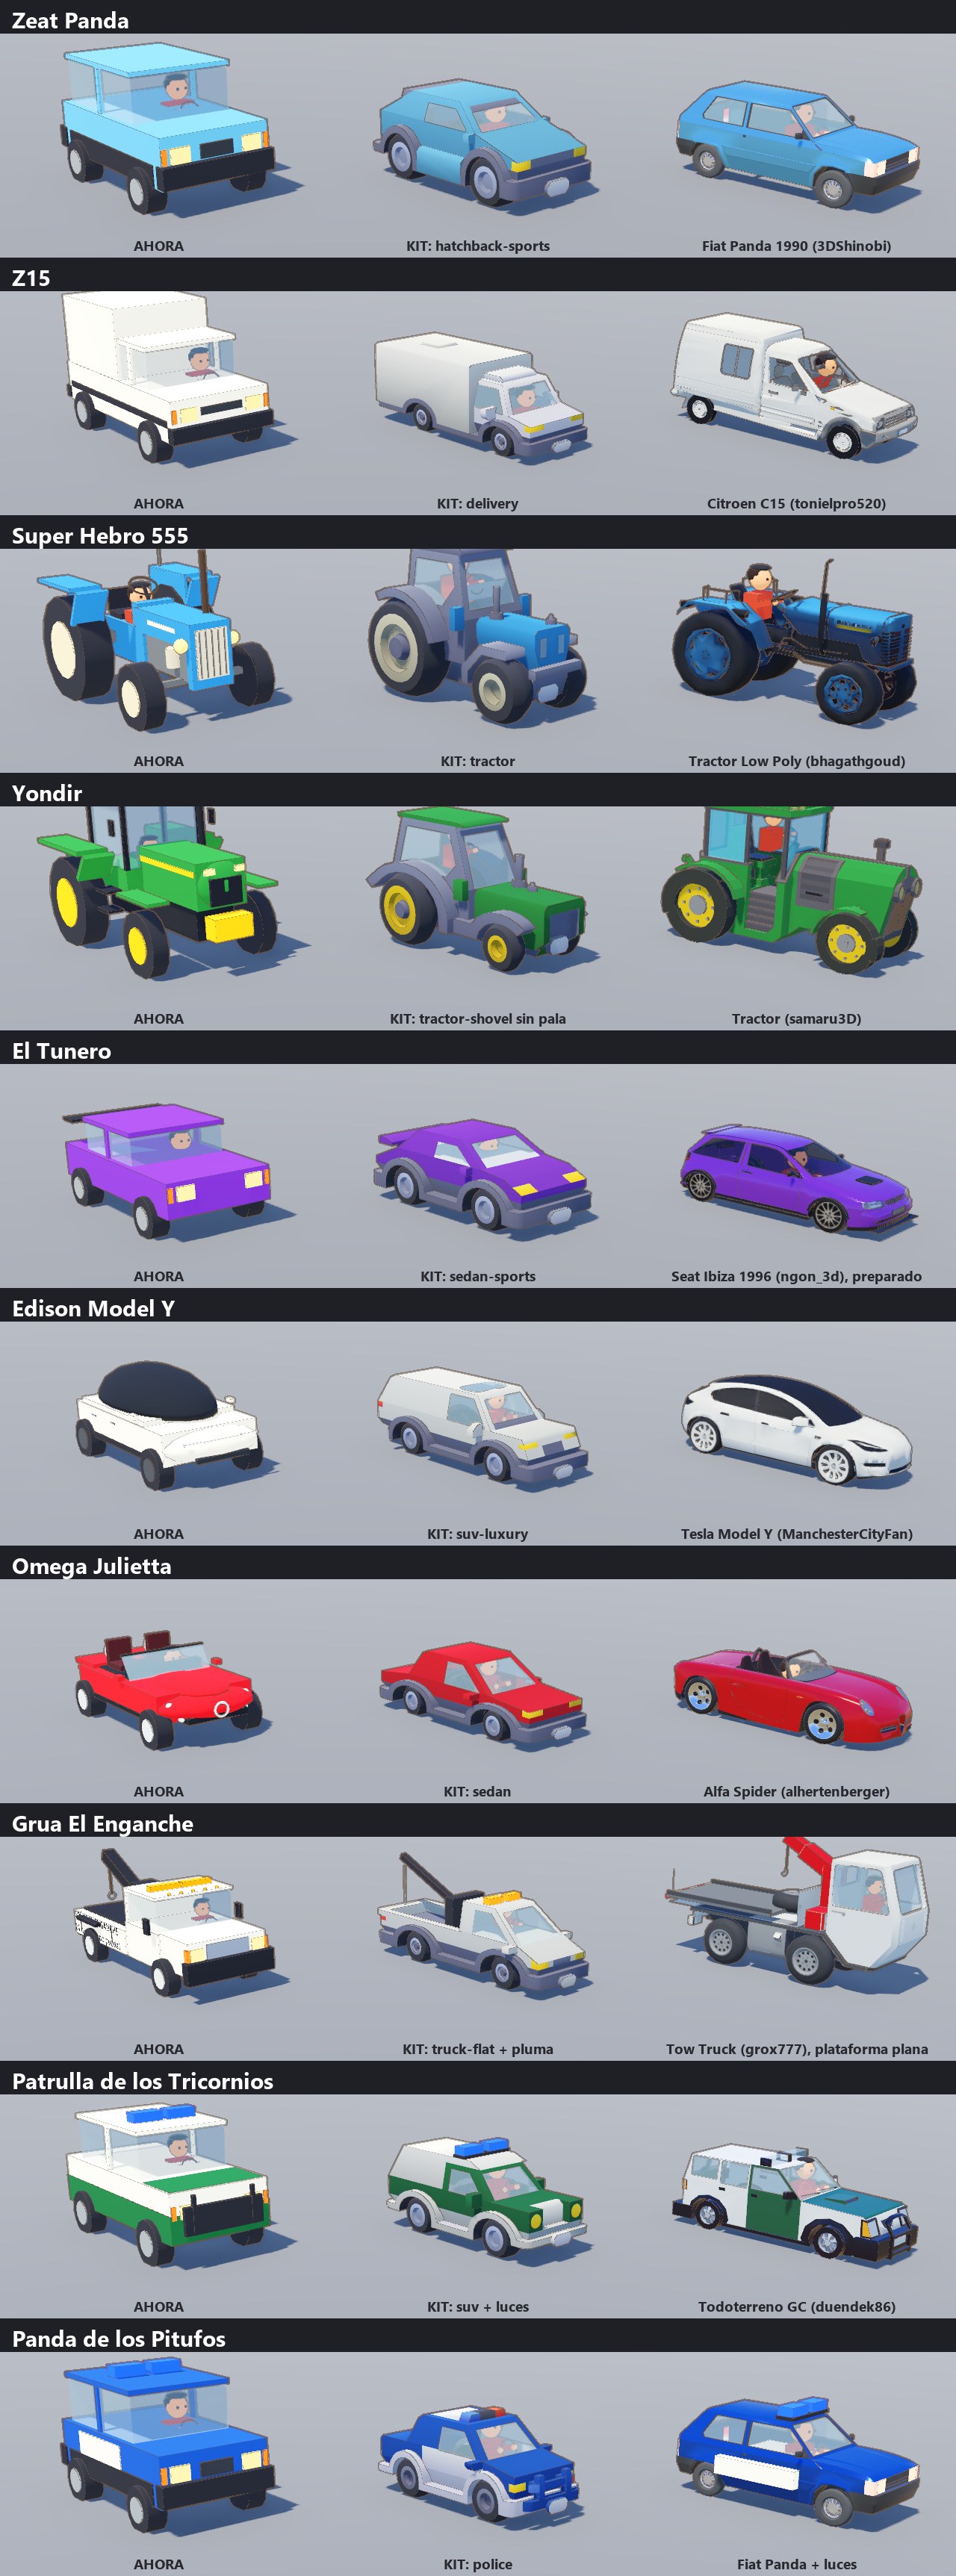 Zeat Panda
AHORA
KIT: hatchback-sports
Fiat Panda 1990 (3DShinobi)
Z15
AHORA
KIT: delivery
Citroen C15 (tonielpro520)
Super Hebro 555
AHORA
KIT: tractor
Tractor Low Poly (bhagathgoud)
Yondir
AHORA
KIT: tractor-shovel sin pala
Tractor (samaru3D)
El Tunero
AHORA
KIT: sedan-sports
Seat Ibiza 1996 (ngon_3d), preparado
Edison Model Y
AHORA
KIT: suv-luxury
Tesla Model Y (ManchesterCityFan)
Omega Julietta
AHORA
KIT: sedan
Alfa Spider (alhertenberger)
Grua El Enganche
AHORA
KIT: truck-flat + pluma
Tow Truck (grox777), plataforma plana
Patrulla de los Tricornios
AHORA
KIT: suv + luces
Todoterreno GC (duendek86)
Panda de los Pitufos
AHORA
KIT: police
Fiat Panda + luces